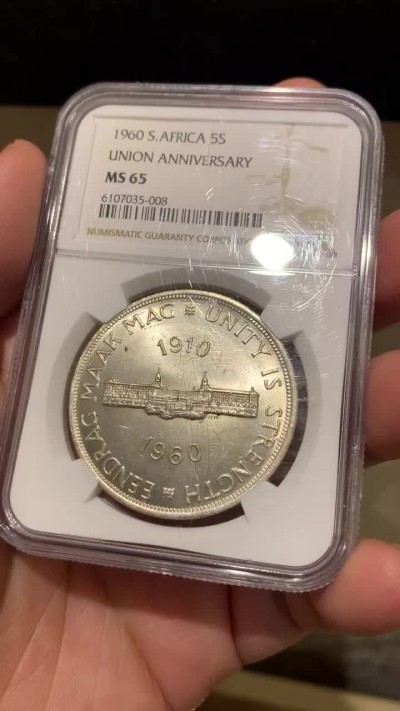 1960 S.AFRICA 5S
UNION ANNIVERSARY
MS 65
6107035-008
NUMISMATIC GUARANTY CORPORATION
EENDRAG MAAK MAG ※ UNITY IS STRENGTH ※
1910
1960